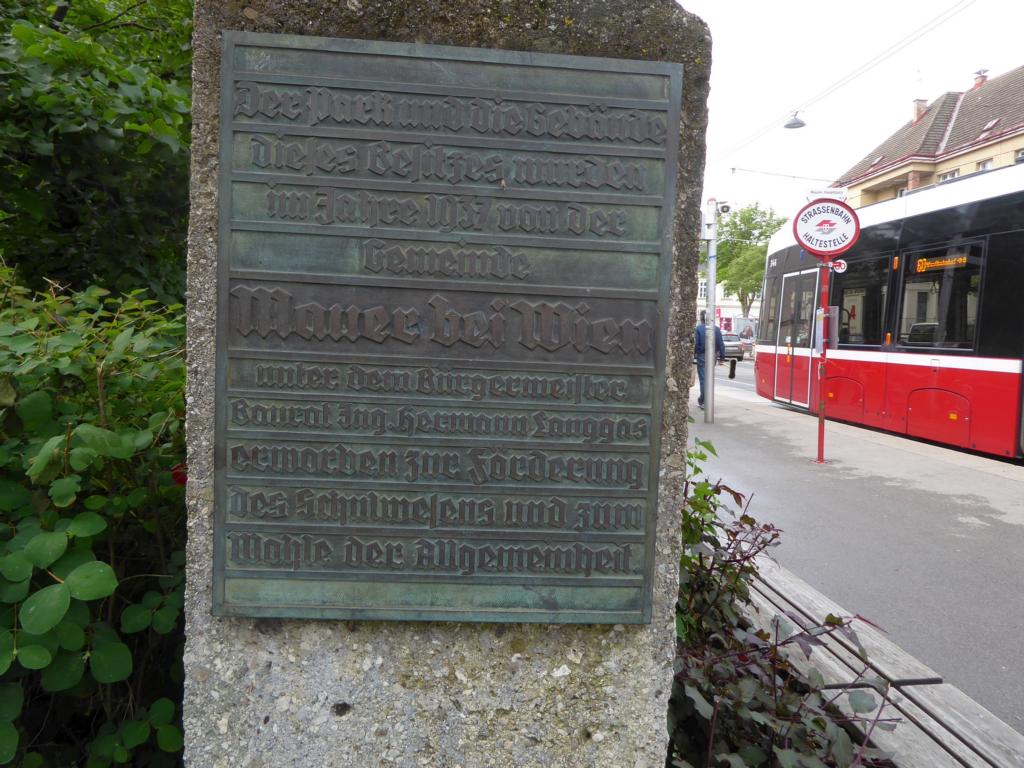 Der Park und die Gebäude
dieses Besitzes wurden
im Jahre 1937 von der
Gemeinde
Mauer bei Wien
unter dem Bürgermeister
Baurat Ing. Hermann Langgas
erworben zur Förderung
des Schulwesens und zum
Wohle der Allgemeinheit.
STRASSENBAHN
HALTESTELLE
60